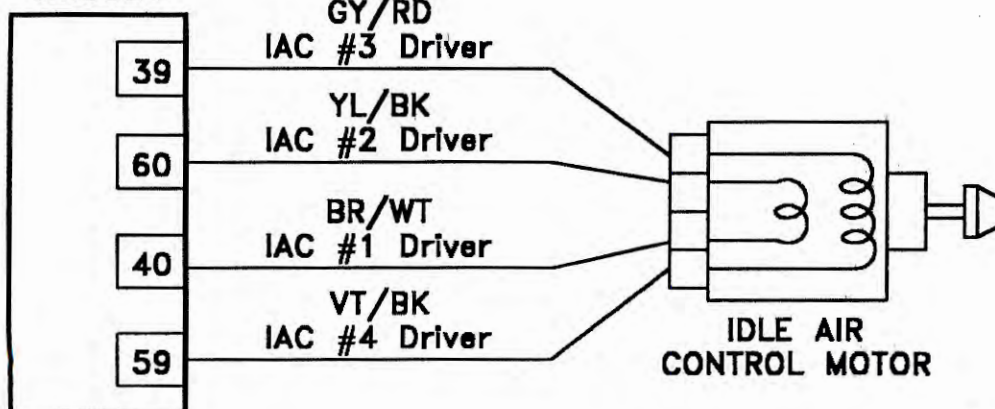 GY/RD
IAC #3 Driver
39
YL/BK
IAC #2 Driver
60
BR/WT
IAC #1 Driver
40
VT/BK
IAC #4 Driver
59
IDLE AIR
CONTROL MOTOR